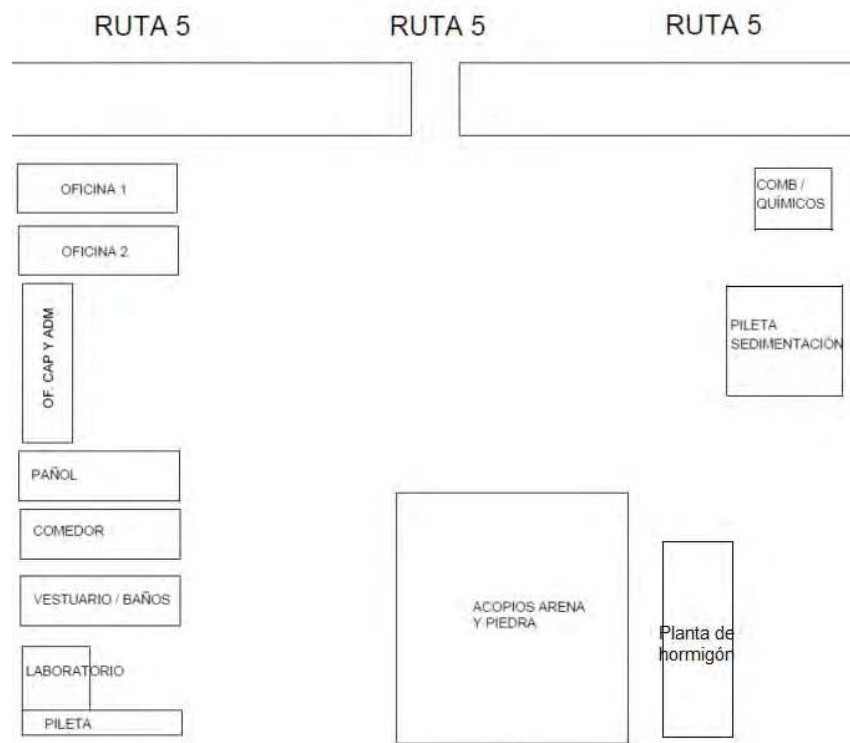 RUTA 5
RUTA 5
RUTA 5
OFICINA 1
COMB /
QUÍMICOS
OFICINA 2
OF. CAP Y ADM
PILETA
SEDIMENTACIÓN
PAÑOL
COMEDOR
VESTUARIO / BAÑOS
ACOPIOS ARENA
Y PIEDRA
Planta de
hormigón
LABORATORIO
PILETA